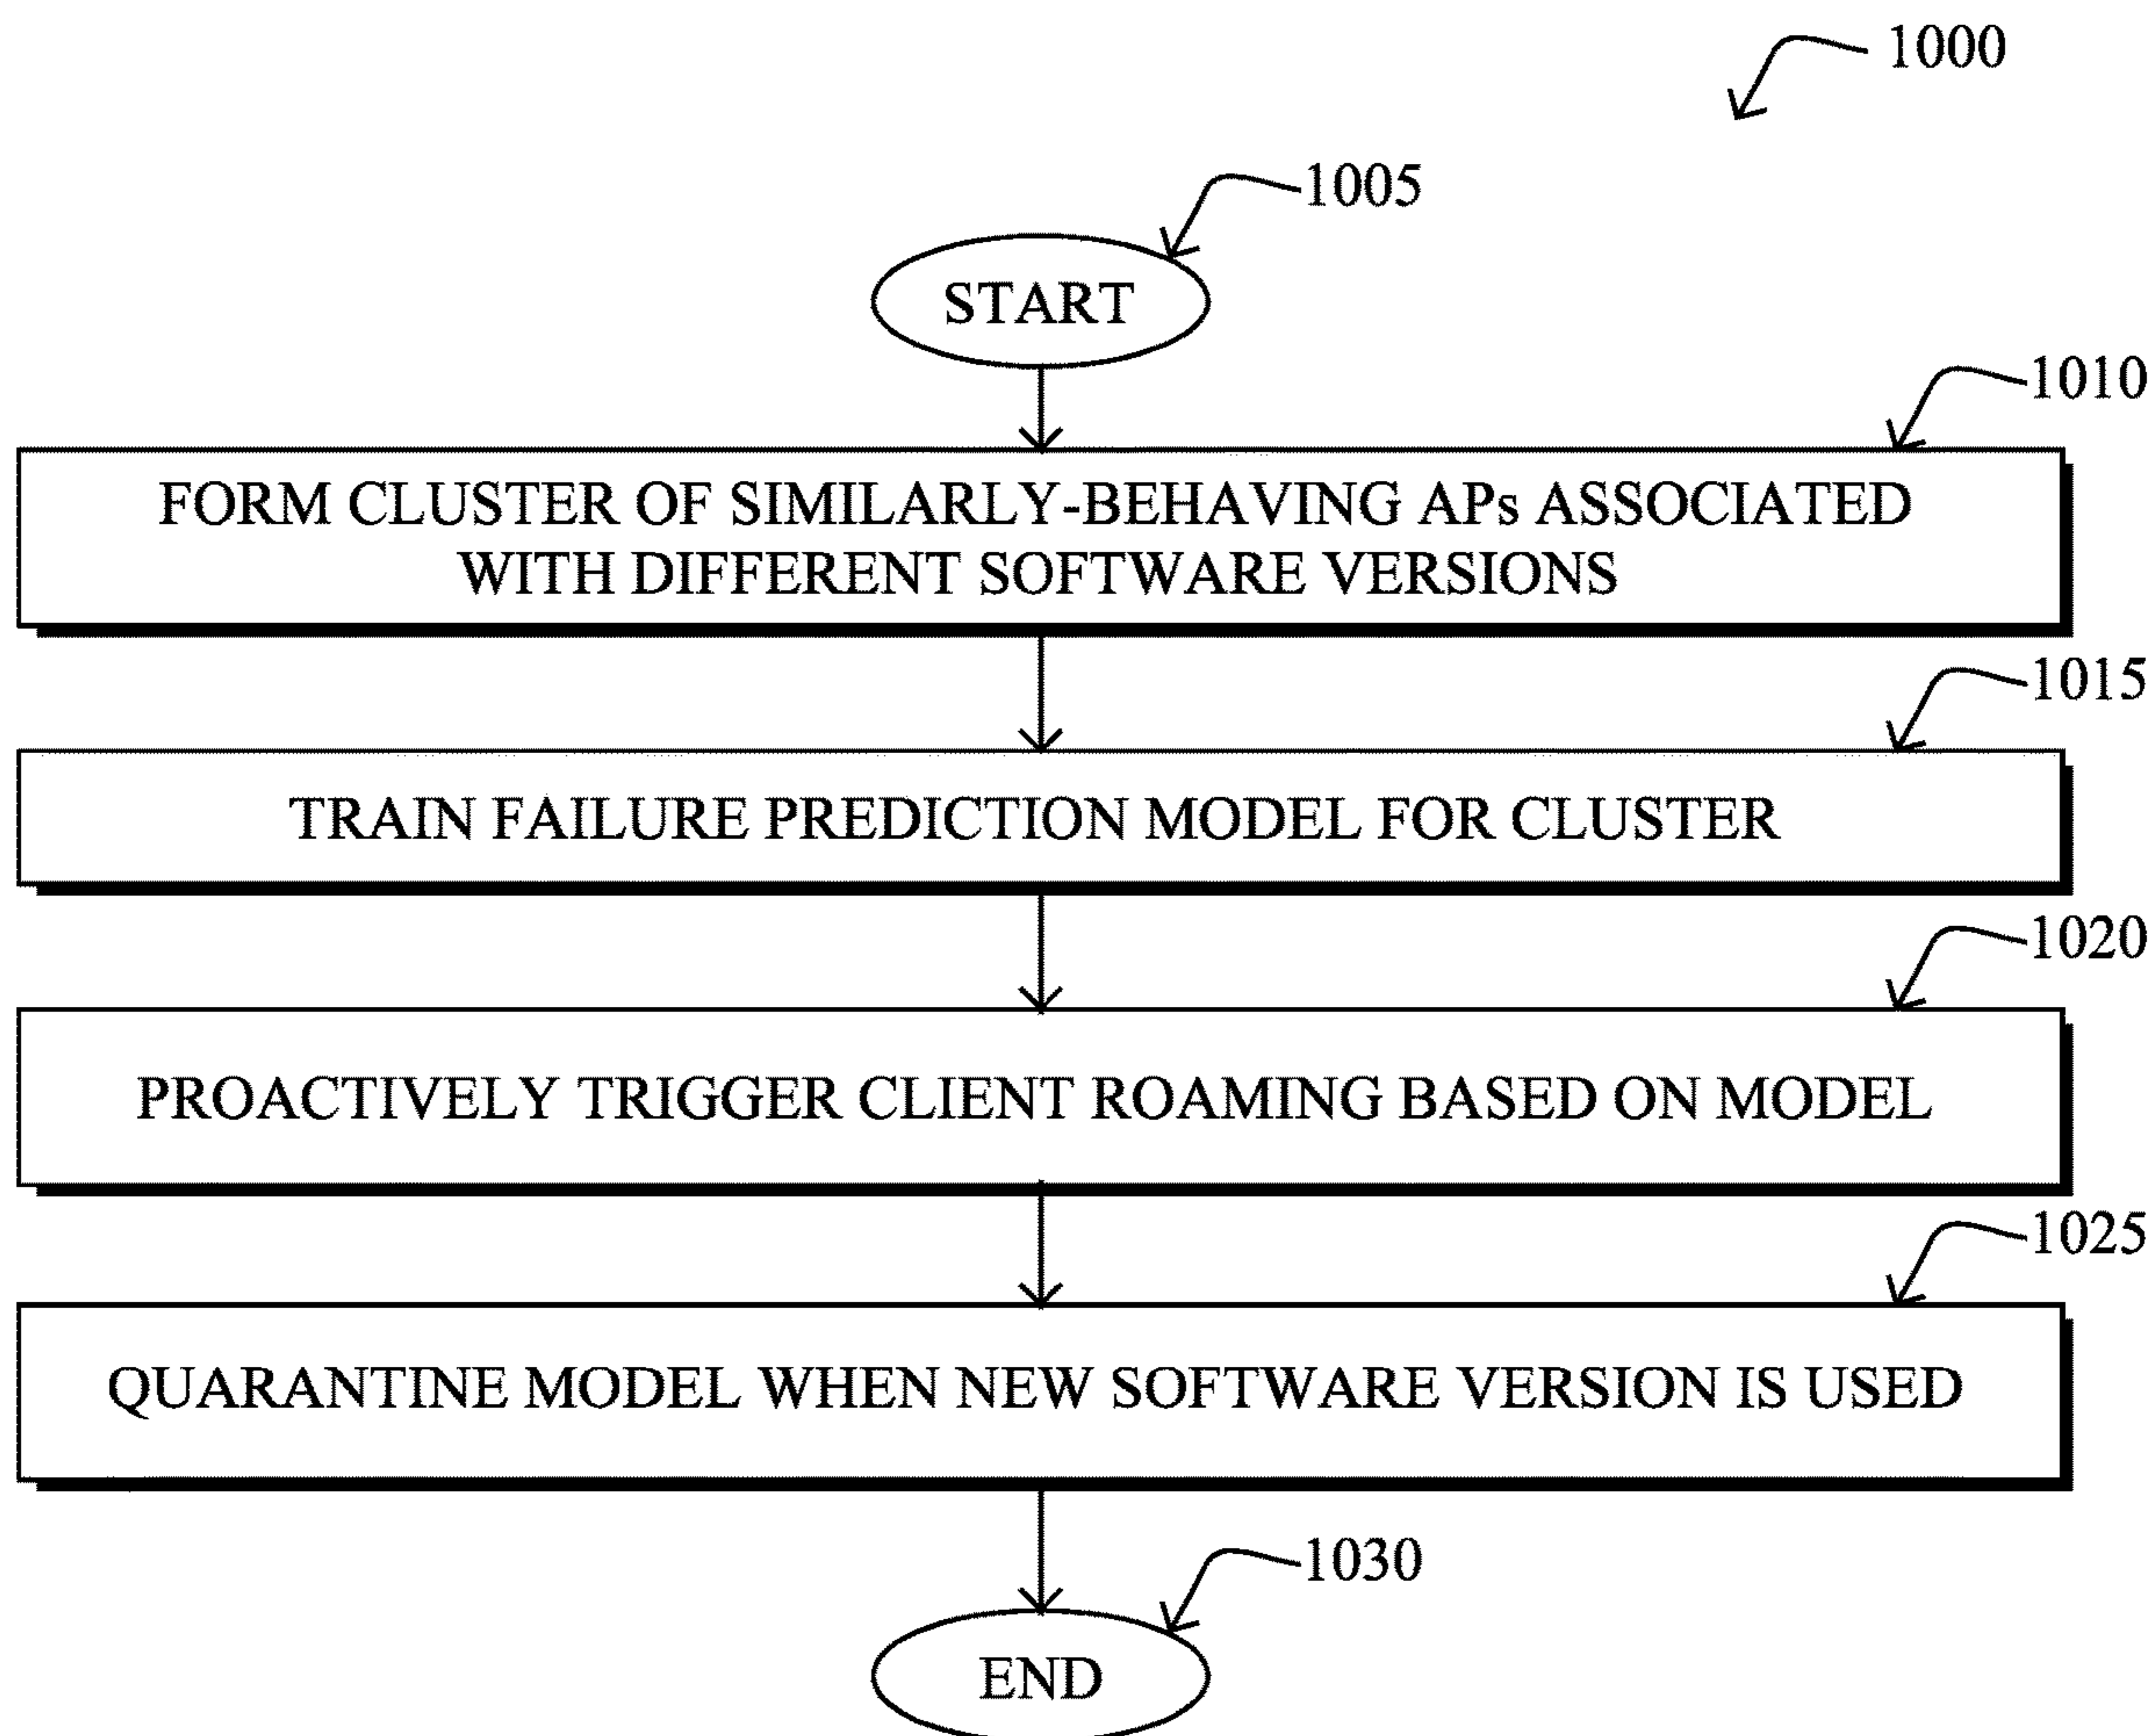 1000
1005
START
1010
FORM CLUSTER OF SIMILARLY-BEHAVING APs ASSOCIATED
WITH DIFFERENT SOFTWARE VERSIONS
1015
TRAIN FAILURE PREDICTION MODEL FOR CLUSTER
1020
PROACTIVELY TRIGGER CLIENT ROAMING BASED ON MODEL
1025
QUARANTINE MODEL WHEN NEW SOFTWARE VERSION IS USED
1030
END